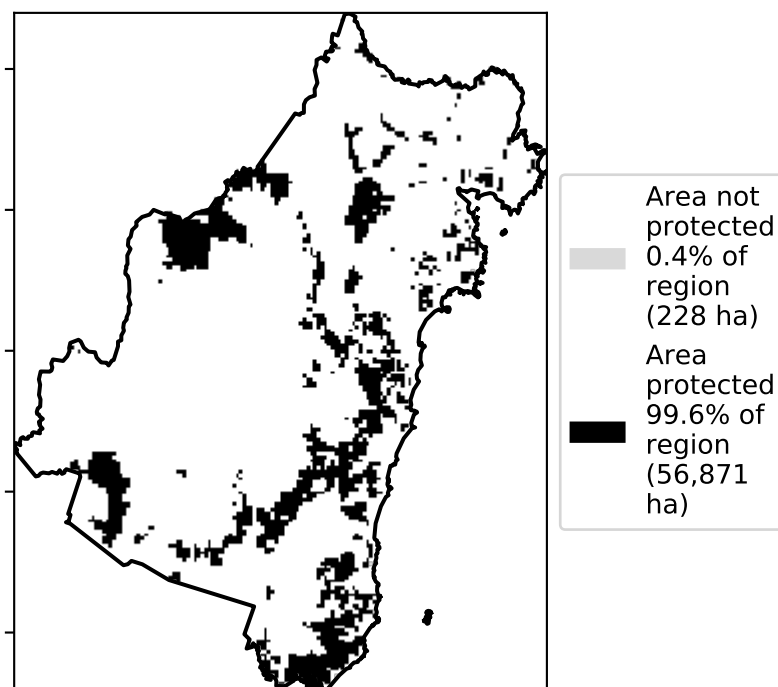 Area not
protected
0.4% of
region
(228 ha)
Area
protected
99.6% of
region
(56,871
ha)